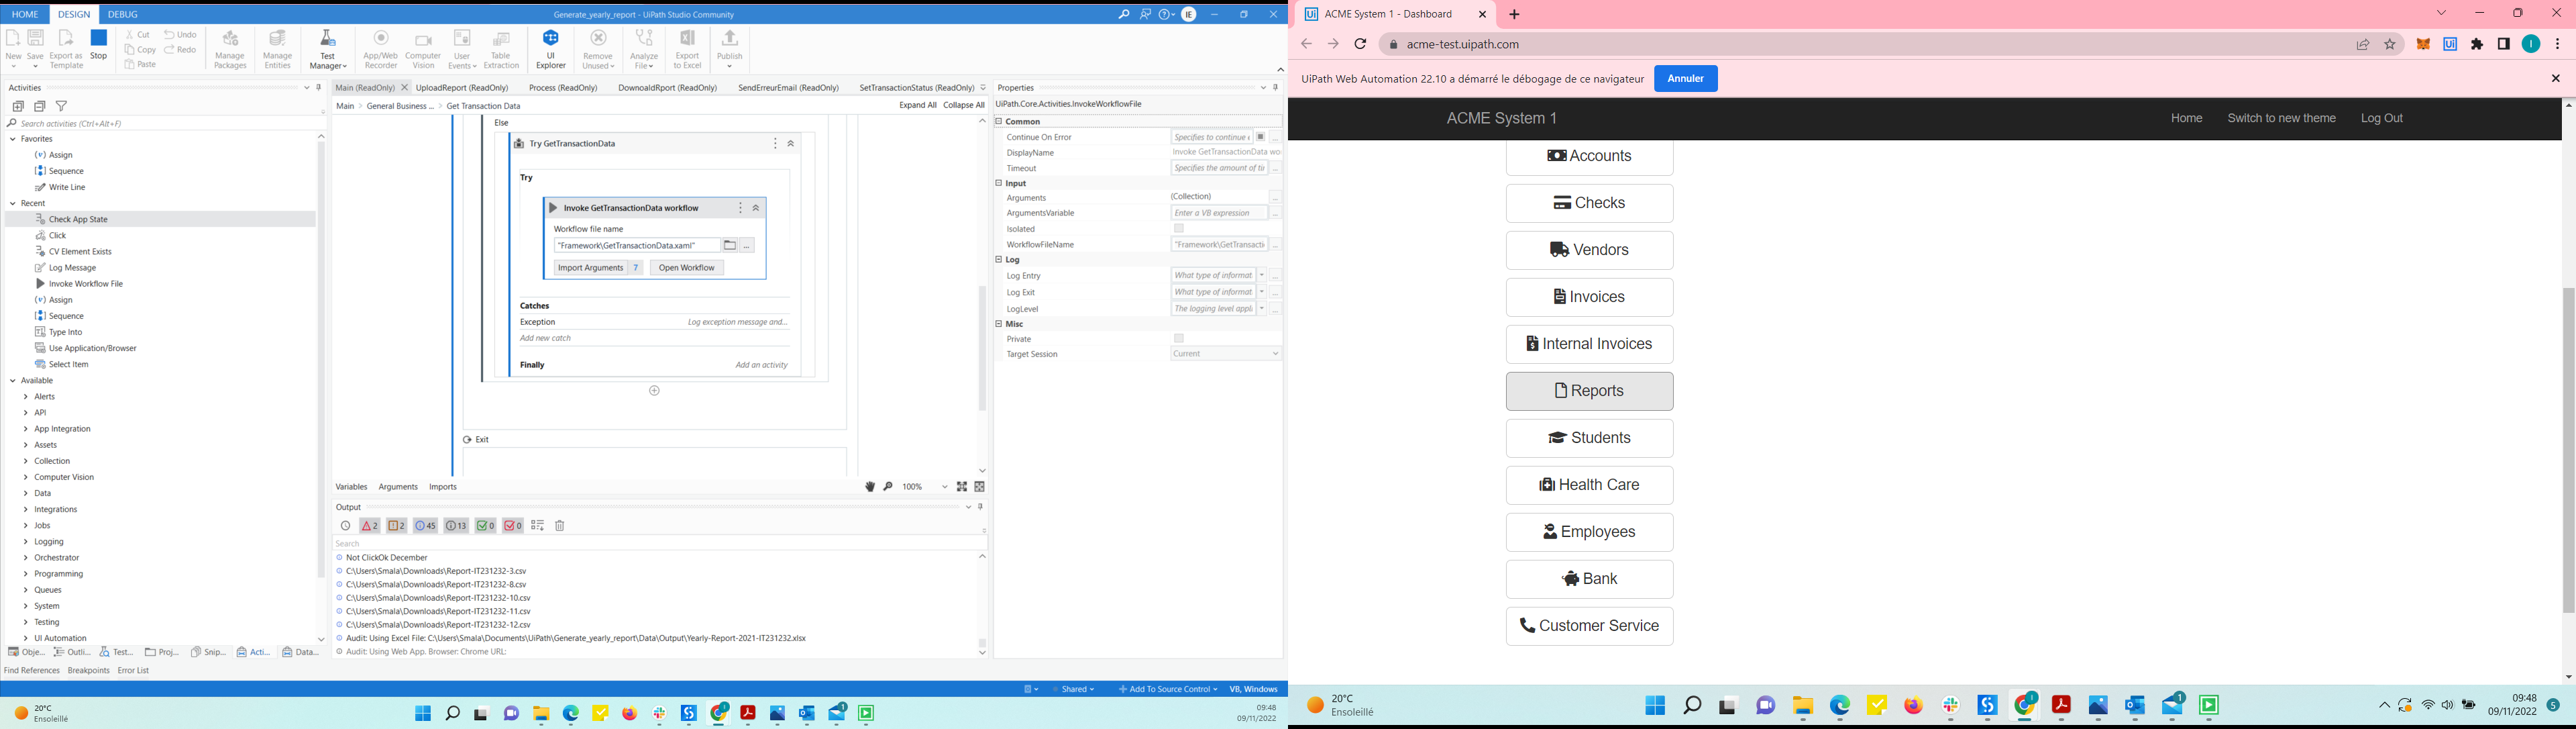 HOME DESIGN DEBUG
Generate_yearly_report - UiPath Studio Community
IE
New
Save
Export as Template
Stop
Cut
Copy
Paste
Undo
Redo
Manage Packages
Manage Entities
Test Manager
App/Web Recorder
Computer Vision
User Events
Table Extraction
UI Explorer
Remove Unused
Analyze File
Export to Excel
Publish
Activities
Search activities (Ctrl+Alt+F)
Favorites
Assign
Sequence
Write Line
Recent
Check App State
Click
CV Element Exists
Log Message
Invoke Workflow File
Assign
Sequence
Type Into
Use Application/Browser
Select Item
Available
Alerts
API
App Integration
Assets
Collection
Computer Vision
Data
Integrations
Jobs
Logging
Orchestrator
Programming
Queues
System
Testing
UI Automation
Obje... Outli... Test... Proj... Snip... Acti... Data...
Find References Breakpoints Error List
Main (ReadOnly) UploadReport (ReadOnly) Process (ReadOnly) DownoaldRport (ReadOnly) SendErreurEmail (ReadOnly) SetTransactionStatus (ReadOnly)
Main > General Business ... > Get Transaction Data
Expand All Collapse All
Else
Try GetTransactionData
Try
Invoke GetTransactionData workflow
Workflow file name
"Framework\GetTransactionData.xaml"
Import Arguments 7 Open Workflow
Catches
Exception Log exception message and...
Add new catch
Finally Add an activity
Exit
Variables Arguments Imports
100%
Output
2 2 45 13 0 0
Search
Not ClickOk December
C:\Users\Smala\Downloads\Report-IT231232-3.csv
C:\Users\Smala\Downloads\Report-IT231232-8.csv
C:\Users\Smala\Downloads\Report-IT231232-10.csv
C:\Users\Smala\Downloads\Report-IT231232-11.csv
C:\Users\Smala\Downloads\Report-IT231232-12.csv
Audit: Using Excel File: C:\Users\Smala\Documents\UiPath\Generate_yearly_report\Data\Output\Yearly-Report-2021-IT231232.xlsx
Audit: Using Web App. Browser: Chrome URL:
Properties
UiPath.Core.Activities.InvokeWorkflowFile
Common
Continue On Error Specifies to continue
DisplayName Invoke GetTransactionData wo
Timeout Specifies the amount of ti
Input
Arguments (Collection)
ArgumentsVariable Enter a VB expression
Isolated
WorkflowFileName "Framework\GetTransacti
Log
Log Entry What type of informat
Log Exit What type of informat
LogLevel The logging level appli
Misc
Private
Target Session Current
Shared Add To Source Control VB, Windows
20°C
Ensoleillé
1
09:48
09/11/2022
Ui ACME System 1 - Dashboard
acme-test.uipath.com
Ui
I
UiPath Web Automation 22.10 a démarré le débogage de ce navigateur Annuler
ACME System 1
Home Switch to new theme Log Out
Accounts
Checks
Vendors
Invoices
Internal Invoices
Reports
Students
Health Care
Employees
Bank
Customer Service
20°C
Ensoleillé
1
09:48
09/11/2022
5